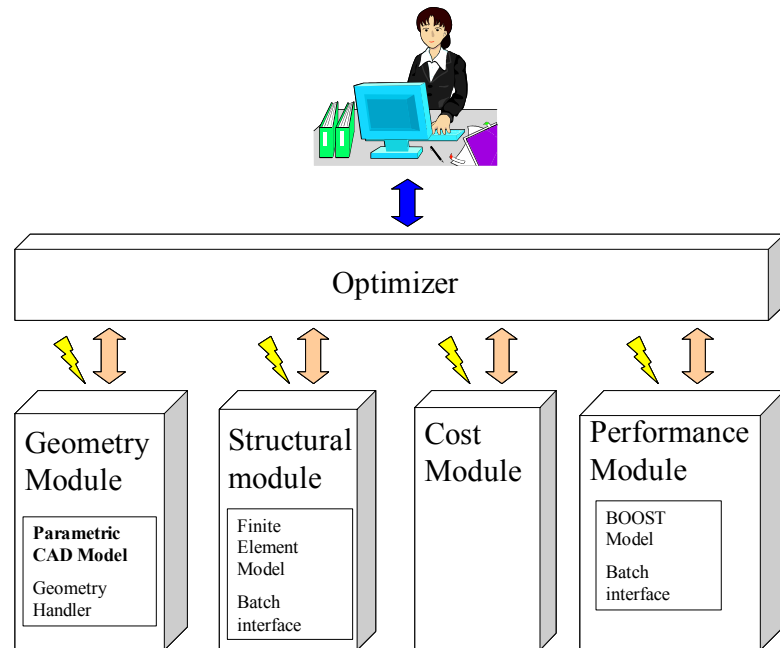 Optimizer
Geometry
Module
Parametric
CAD Model
Geometry
Handler
Structural
module
Finite
Element
Model
Batch
interface
Cost
Module
Performance
Module
BOOST
Model
Batch
interface